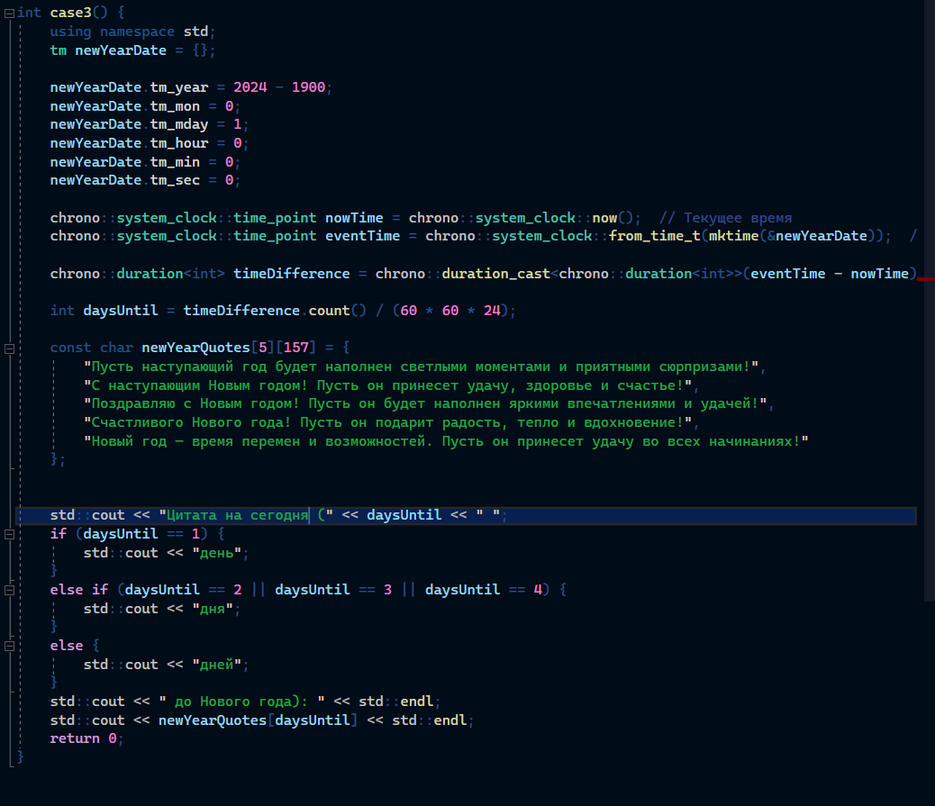 int case3() {
using namespace std;
tm newYearDate = {};
newYearDate.tm_year = 2024 - 1900;
newYearDate.tm_mon = 0;
newYearDate.tm_mday = 1;
newYearDate.tm_hour = 0;
newYearDate.tm_min = 0;
newYearDate.tm_sec = 0;
chrono::system_clock::time_point nowTime = chrono::system_clock::now(); // Текущее время
chrono::system_clock::time_point eventTime = chrono::system_clock::from_time_t(mktime(&newYearDate)); /
chrono::duration<int> timeDifference = chrono::duration_cast<chrono::duration<int>>(eventTime - nowTime)
int daysUntil = timeDifference.count() / (60 * 60 * 24);
const char newYearQuotes[5][157] = {
"Пусть наступающий год будет наполнен светлыми моментами и приятными сюрпризами!",
"С наступающим Новым годом! Пусть он принесет удачу, здоровье и счастье!",
"Поздравляю с Новым годом! Пусть он будет наполнен яркими впечатлениями и удачей!",
"Счастливого Нового года! Пусть он подарит радость, тепло и вдохновение!",
"Новый год — время перемен и возможностей. Пусть он принесет удачу во всех начинаниях!"
};
std::cout << "Цитата на сегодня (" << daysUntil << " ";
if (daysUntil == 1) {
std::cout << "день";
}
else if (daysUntil == 2 || daysUntil == 3 || daysUntil == 4) {
std::cout << "дня";
}
else {
std::cout << "дней";
}
std::cout << " до Нового года): " << std::endl;
std::cout << newYearQuotes[daysUntil] << std::endl;
return 0;
}